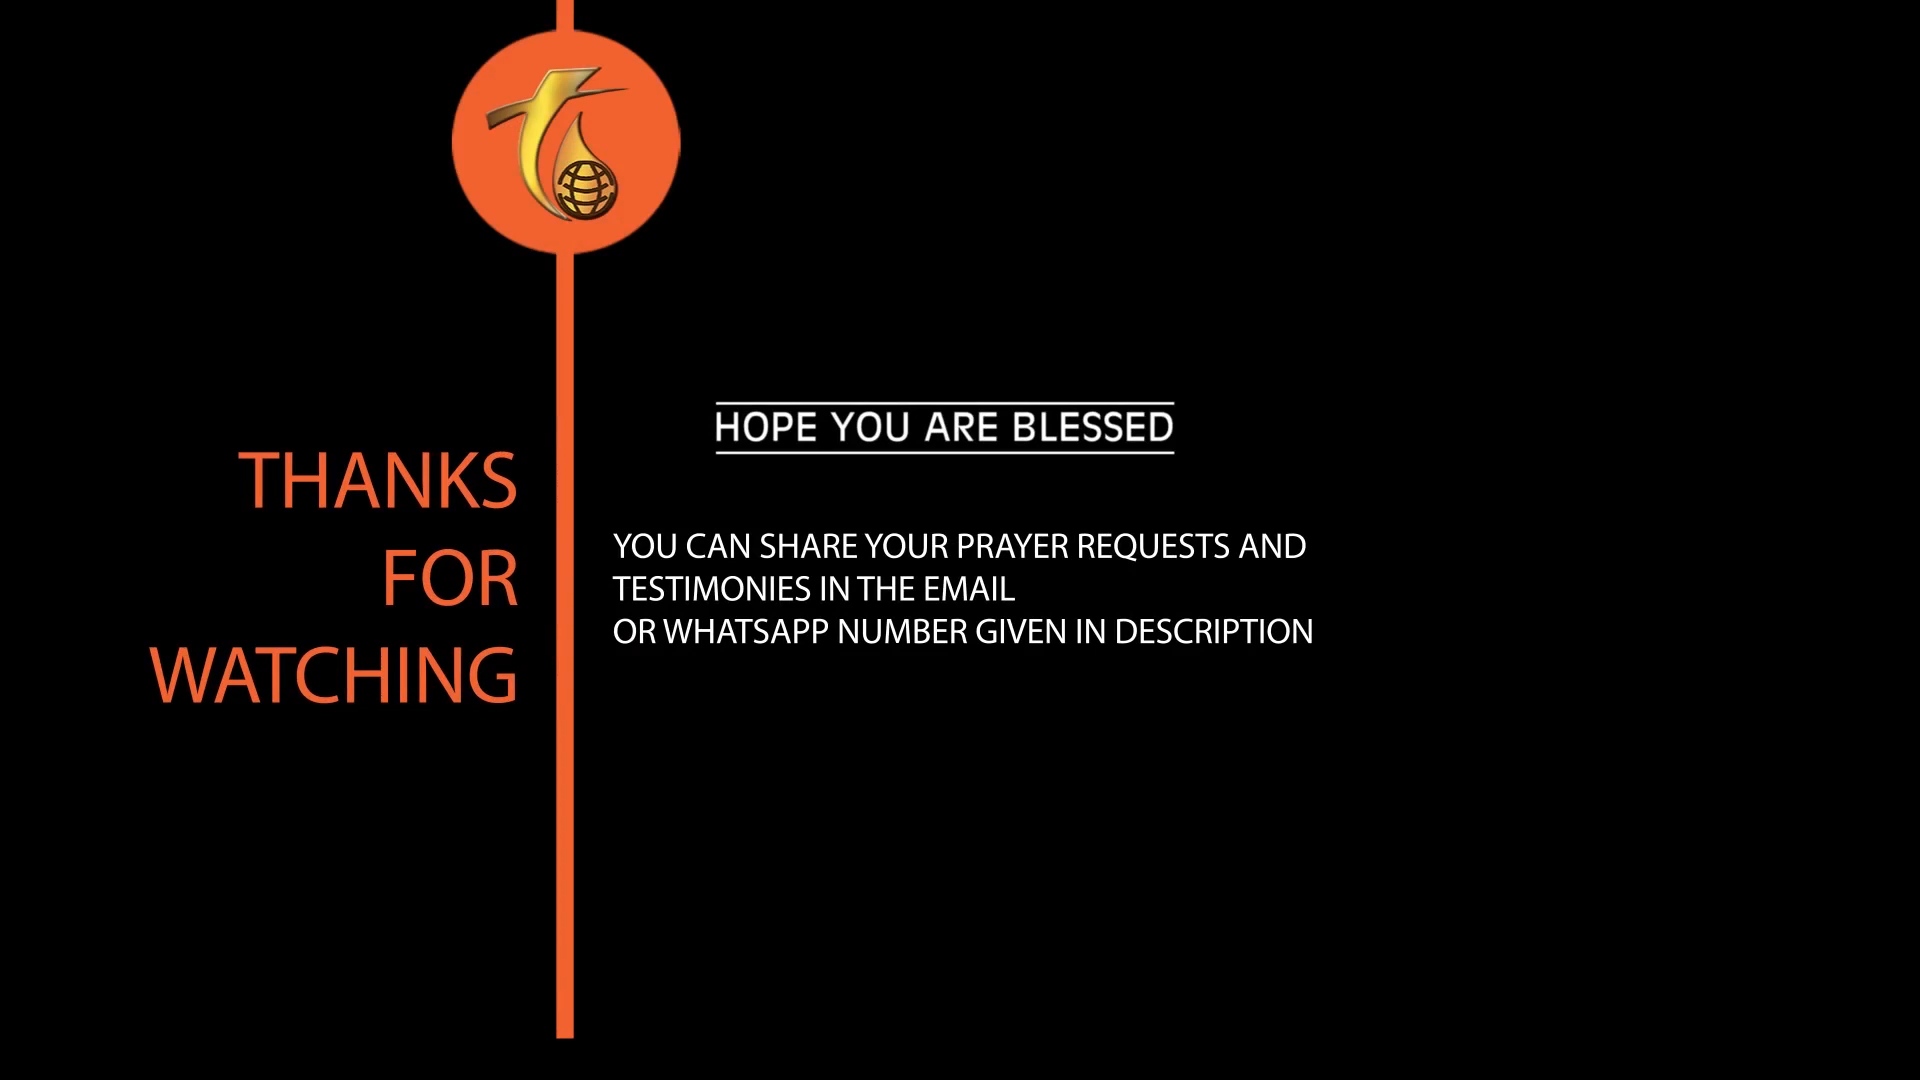 THANKS
FOR
WATCHING
HOPE YOU ARE BLESSED
YOU CAN SHARE YOUR PRAYER REQUESTS AND
TESTIMONIES IN THE EMAIL
OR WHATSAPP NUMBER GIVEN IN DESCRIPTION